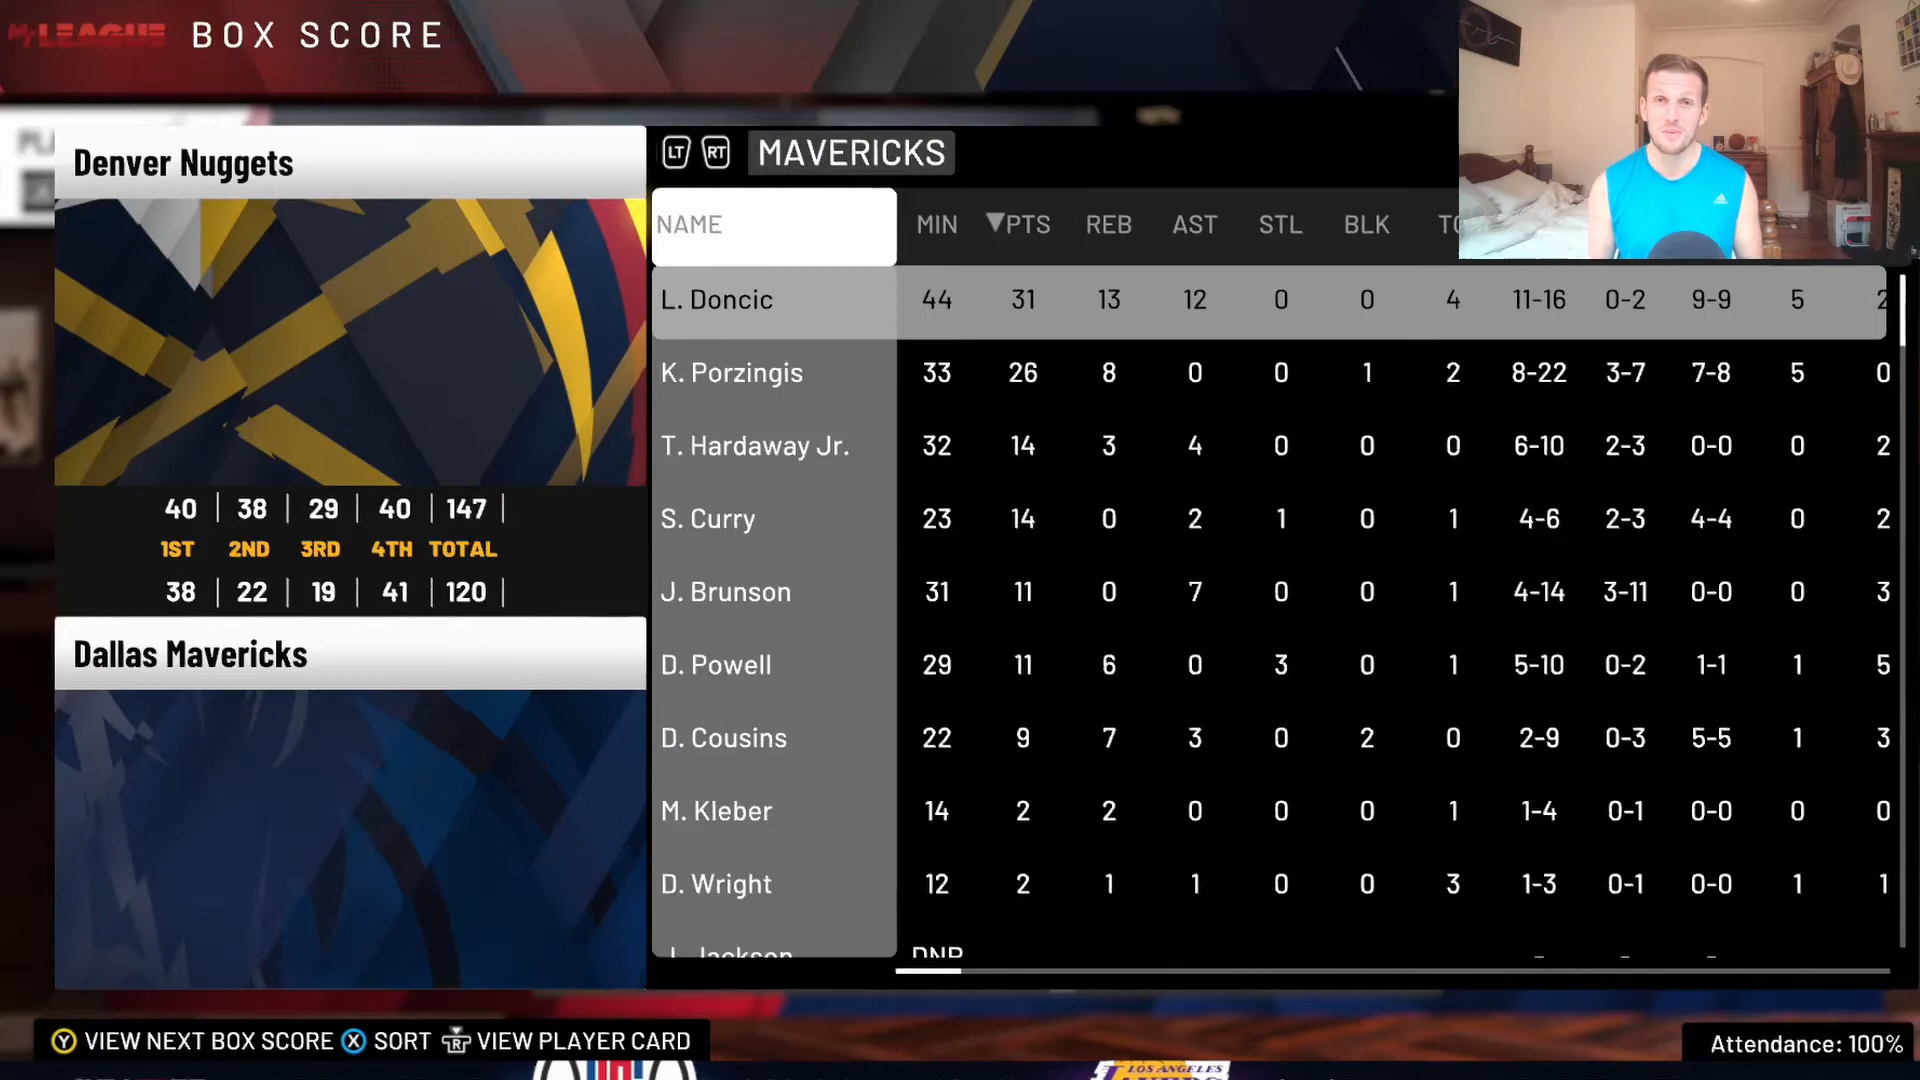 MyLEAGUE BOX SCORE
Denver Nuggets
40 | 38 | 29 | 40 | 147 |
1ST 2ND 3RD 4TH TOTAL
38 | 22 | 19 | 41 | 120 |
Dallas Mavericks
LT RT MAVERICKS
NAME MIN ▼PTS REB AST STL BLK
L. Doncic 44 31 13 12 0 0 4 11-16 0-2 9-9 5 2
K. Porzingis 33 26 8 0 0 1 2 8-22 3-7 7-8 5 0
T. Hardaway Jr. 32 14 3 4 0 0 0 6-10 2-3 0-0 0 2
S. Curry 23 14 0 2 1 0 1 4-6 2-3 4-4 0 2
J. Brunson 31 11 0 7 0 0 1 4-14 3-11 0-0 0 3
D. Powell 29 11 6 0 3 0 1 5-10 0-2 1-1 1 5
D. Cousins 22 9 7 3 0 2 0 2-9 0-3 5-5 1 3
M. Kleber 14 2 2 0 0 0 1 1-4 0-1 0-0 0 0
D. Wright 12 2 1 1 0 0 3 1-3 0-1 0-0 1 1
J. Jackson DNP - - -
Y VIEW NEXT BOX SCORE X SORT R VIEW PLAYER CARD
Attendance: 100%
LOS ANGELES
LAKERS